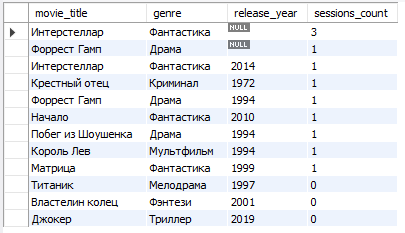 movie_title genre release_year sessions_count
Интерстеллар Фантастика NULL 3
Форрест Гамп Драма NULL 1
Интерстеллар Фантастика 2014 1
Крестный отец Криминал 1972 1
Форрест Гамп Драма 1994 1
Начало Фантастика 2010 1
Побег из Шоушенка Драма 1994 1
Король Лев Мультфильм 1994 1
Матрица Фантастика 1999 1
Титаник Мелодрама 1997 0
Властелин колец Фэнтези 2001 0
Джокер Триллер 2019 0